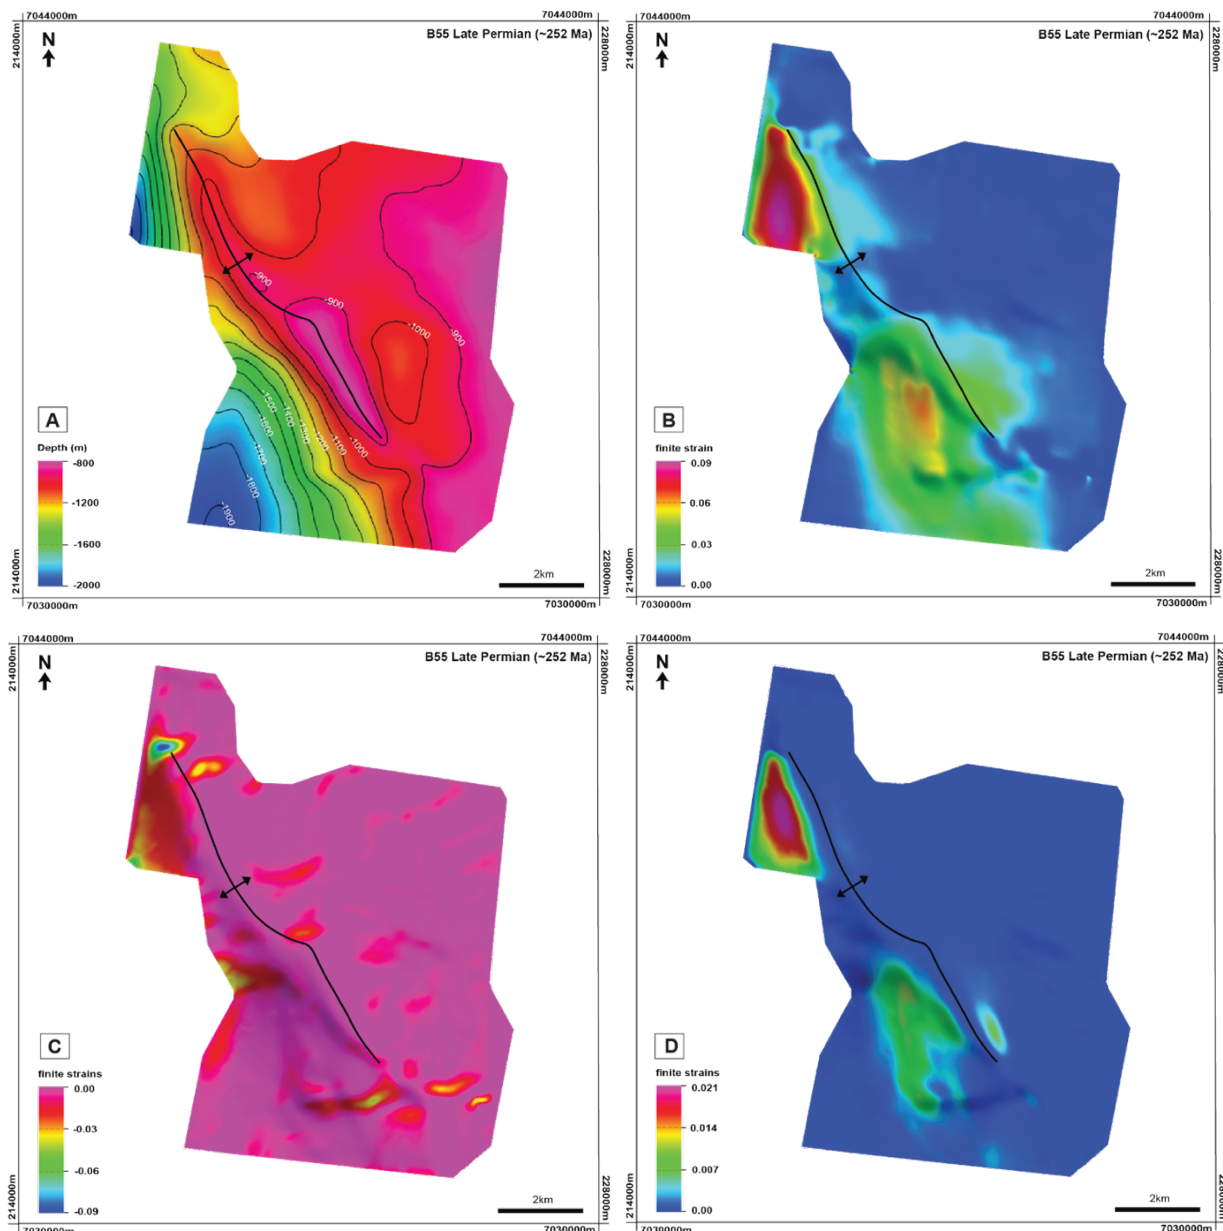 7044000m
7044000m
214000m
N
B55 Late Permian (~252 Ma)
228000m
-900
-900
-1000
-900
-1500
-1400
-1600
-1300
-1200
-1100
-1000
-1700
-1800
-1900
A
Depth (m)
-800
-1200
-1600
-2000
2km
214000m
228000m
7030000m
7030000m
7044000m
7044000m
214000m
N
B55 Late Permian (~252 Ma)
228000m
B
finite strain
0.09
0.06
0.03
0.00
2km
214000m
228000m
7030000m
7030000m
7044000m
7044000m
214000m
N
B55 Late Permian (~252 Ma)
228000m
C
finite strains
0.00
-0.03
-0.06
-0.09
2km
214000m
228000m
7030000m
7030000m
7044000m
7044000m
214000m
N
B55 Late Permian (~252 Ma)
228000m
D
finite strains
0.021
0.014
0.007
0.00
2km
214000m
228000m
7030000m
7030000m